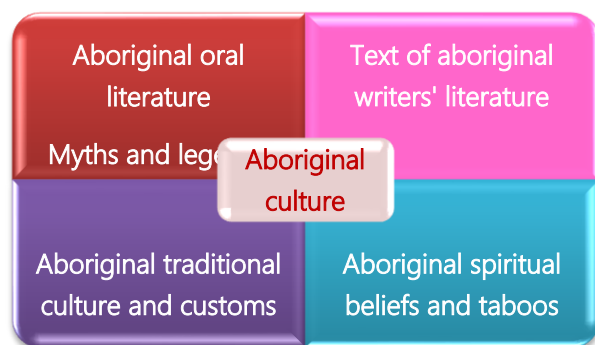 Aboriginal oral
literature
Myths and
Text of aboriginal
writers' literature
Aboriginal
culture
Aboriginal traditional
culture and customs
Aboriginal spiritual
beliefs and taboos